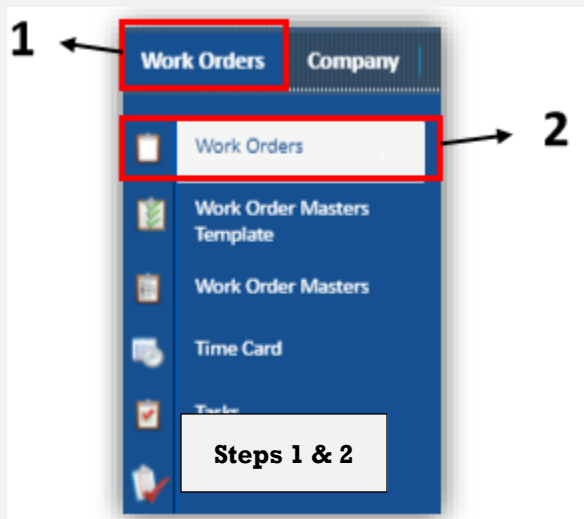 1
Work Orders Company
2
Work Orders
Work Order Masters
Template
Work Order Masters
Time Card
Tasks
Steps 1 & 2